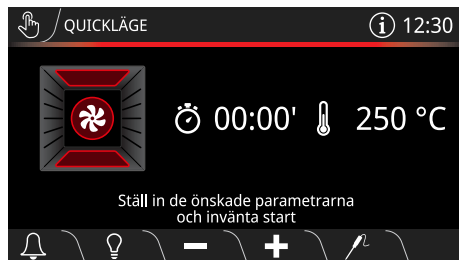 QUICKLÄGE
i 12:30
00:00' 250 °C
Ställ in de önskade parametrarna
och invänta start